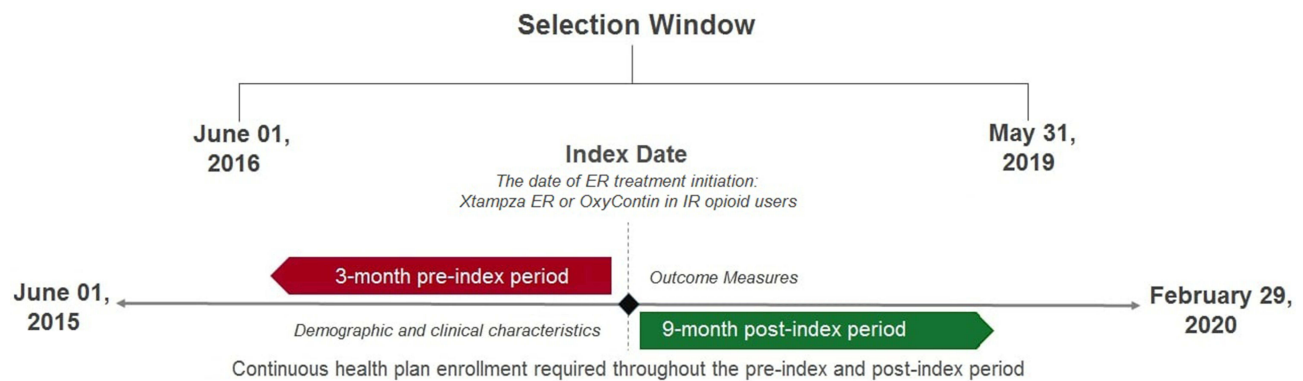 Selection Window
June 01,
2016
May 31,
2019
Index Date
The date of ER treatment initiation:
Xtampza ER or OxyContin in IR opioid users
3-month pre-index period
Outcome Measures
June 01,
2015
February 29,
2020
Demographic and clinical characteristics
9-month post-index period
Continuous health plan enrollment required throughout the pre-index and post-index period